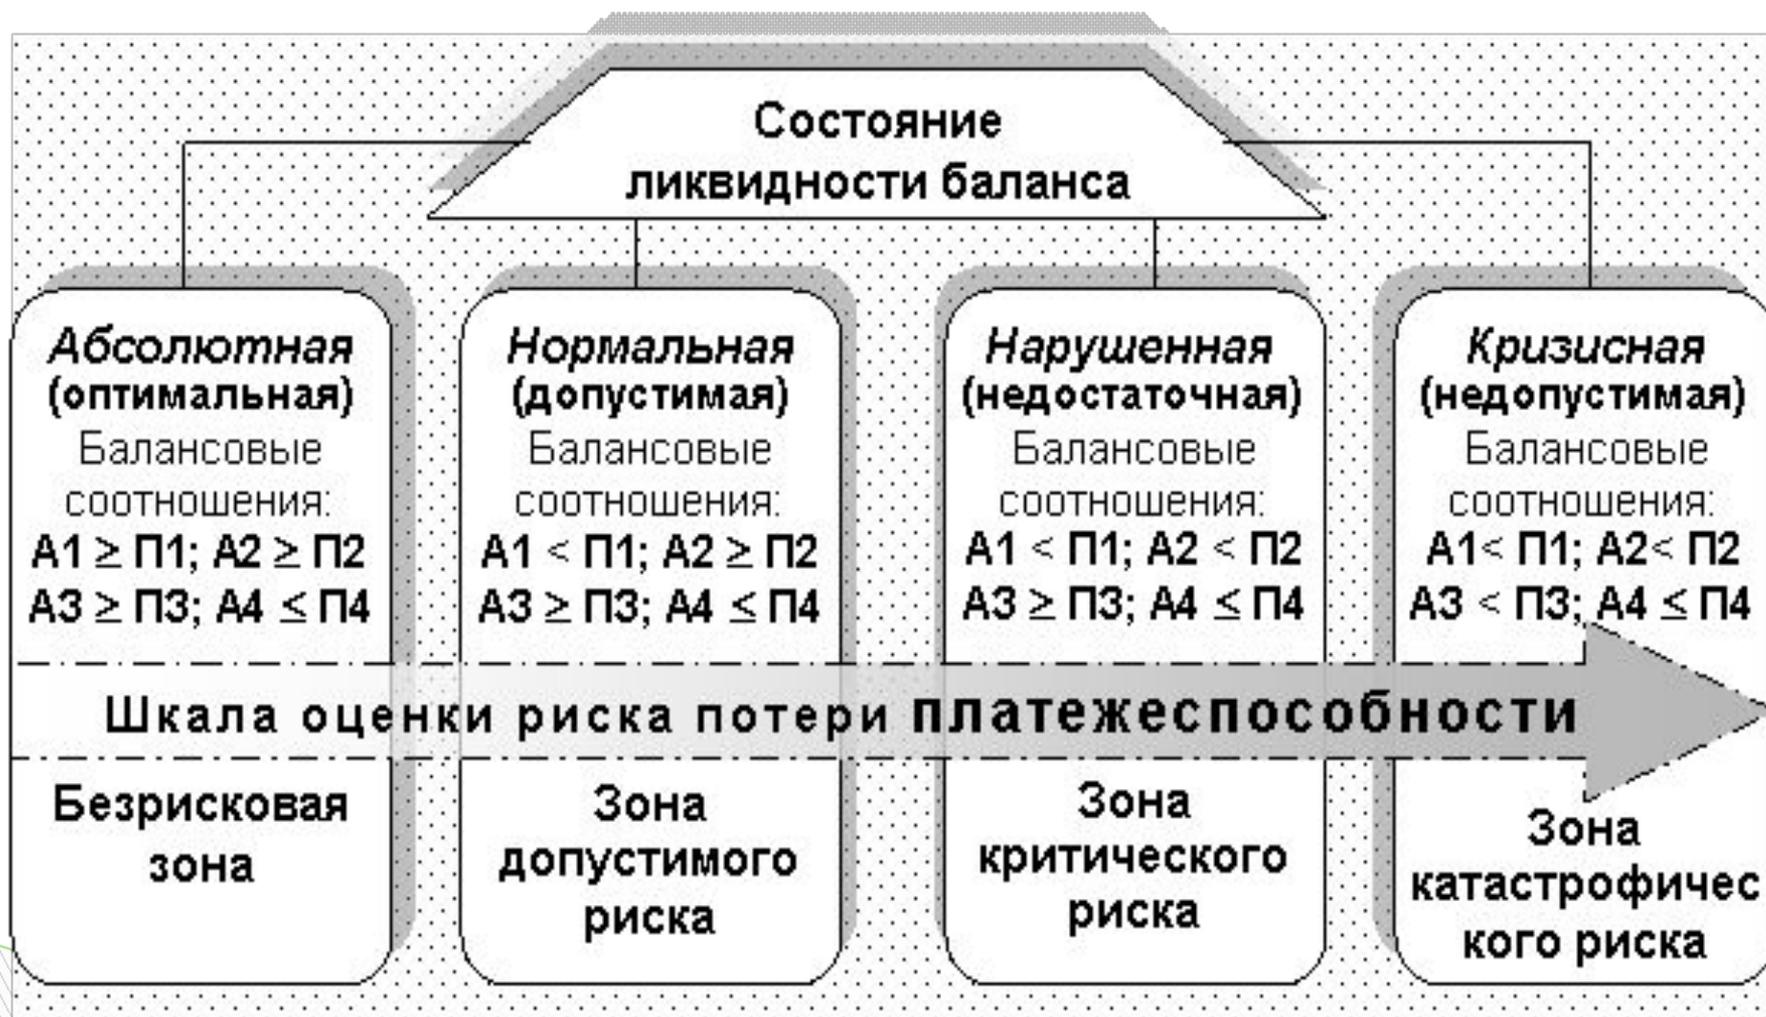 Состояние
ликвидности баланса
Абсолютная
(оптимальная)
Балансовые
соотношения:
А1 ≥ П1; А2 ≥ П2
А3 ≥ П3; А4 ≤ П4
Нормальная
(допустимая)
Балансовые
соотношения:
А1 < П1; А2 ≥ П2
А3 ≥ П3; А4 ≤ П4
Нарушенная
(недостаточная)
Балансовые
соотношения:
А1 < П1; А2 < П2
А3 ≥ П3; А4 ≤ П4
Кризисная
(недопустимая)
Балансовые
соотношения:
А1< П1; А2< П2
А3 < П3; А4 ≤ П4
Шкала оценки риска потери платежеспособности
Безрисковая
зона
Зона
допустимого
риска
Зона
критического
риска
Зона
катастрофичес
кого риска